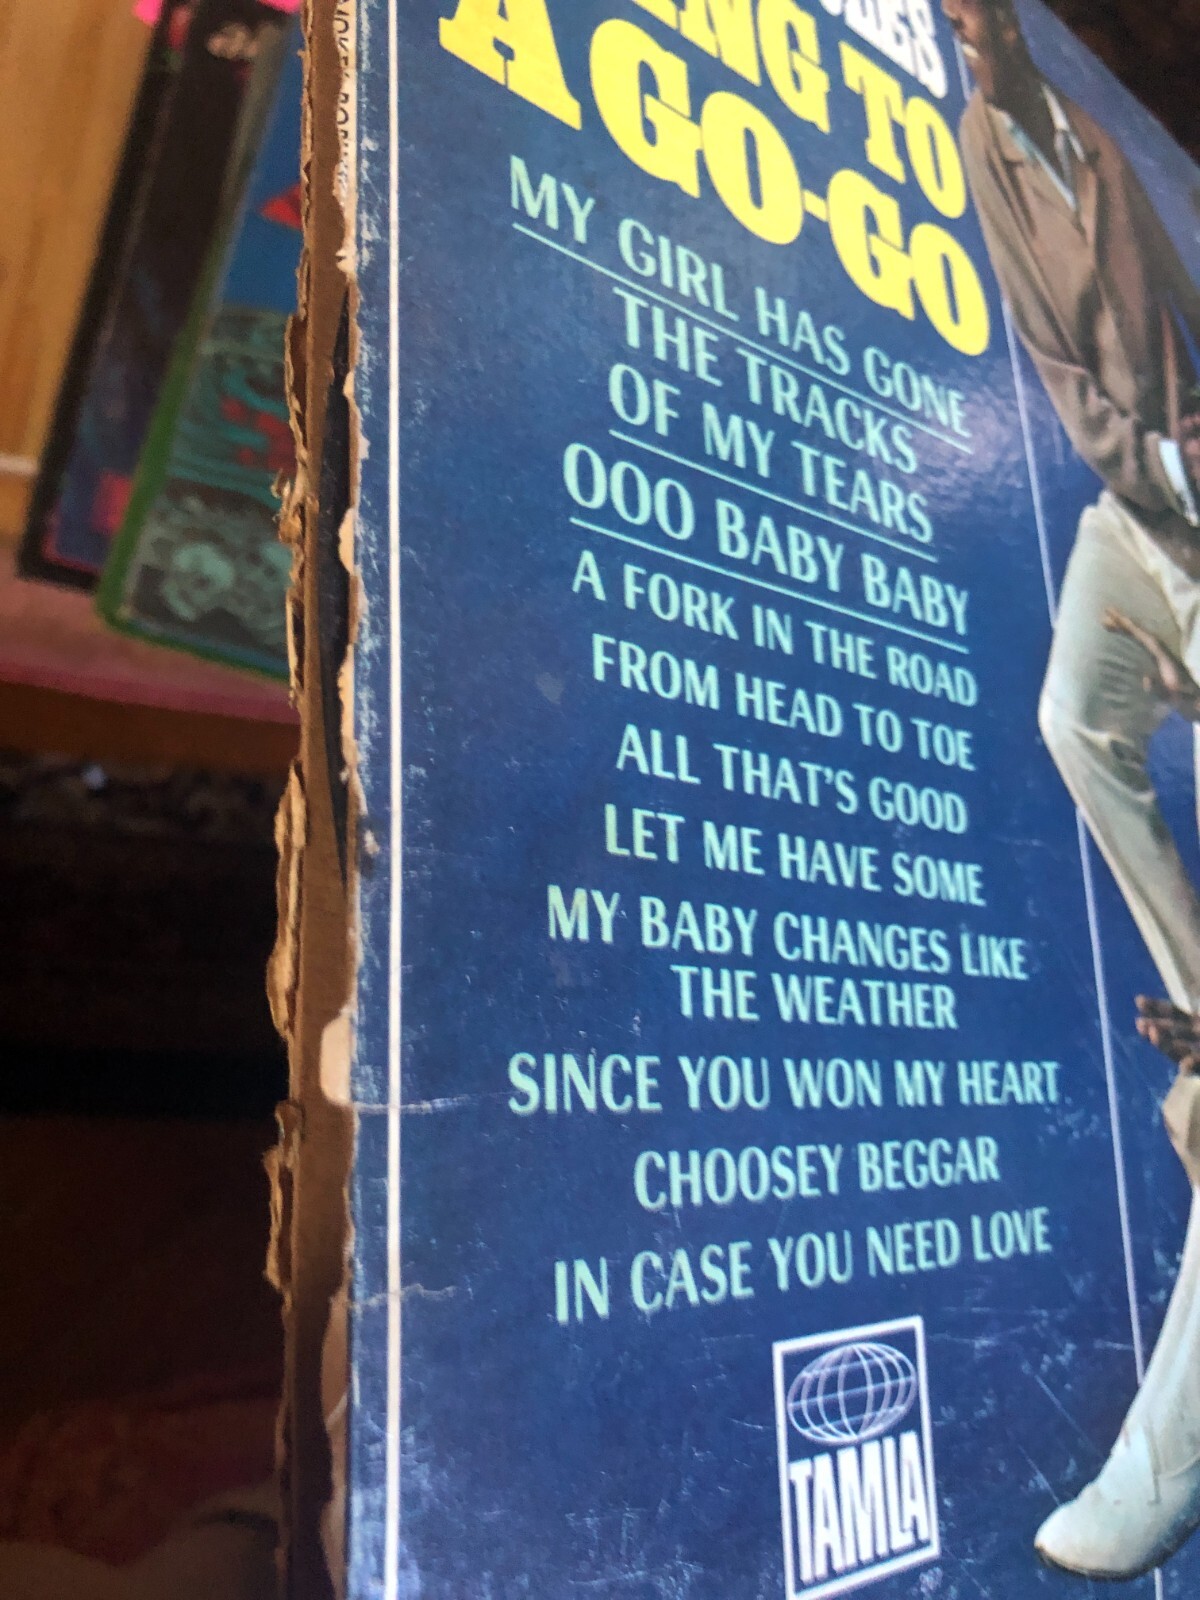 TO
A GO-GO
MY GIRL HAS GONE
THE TRACKS
OF MY TEARS
OOO BABY BABY
A FORK IN THE ROAD
FROM HEAD TO TOE
ALL THAT'S GOOD
LET ME HAVE SOME
MY BABY CHANGES LIKE
THE WEATHER
SINCE YOU WON MY HEART
CHOOSEY BEGGAR
IN CASE YOU NEED LOVE
TAMLA